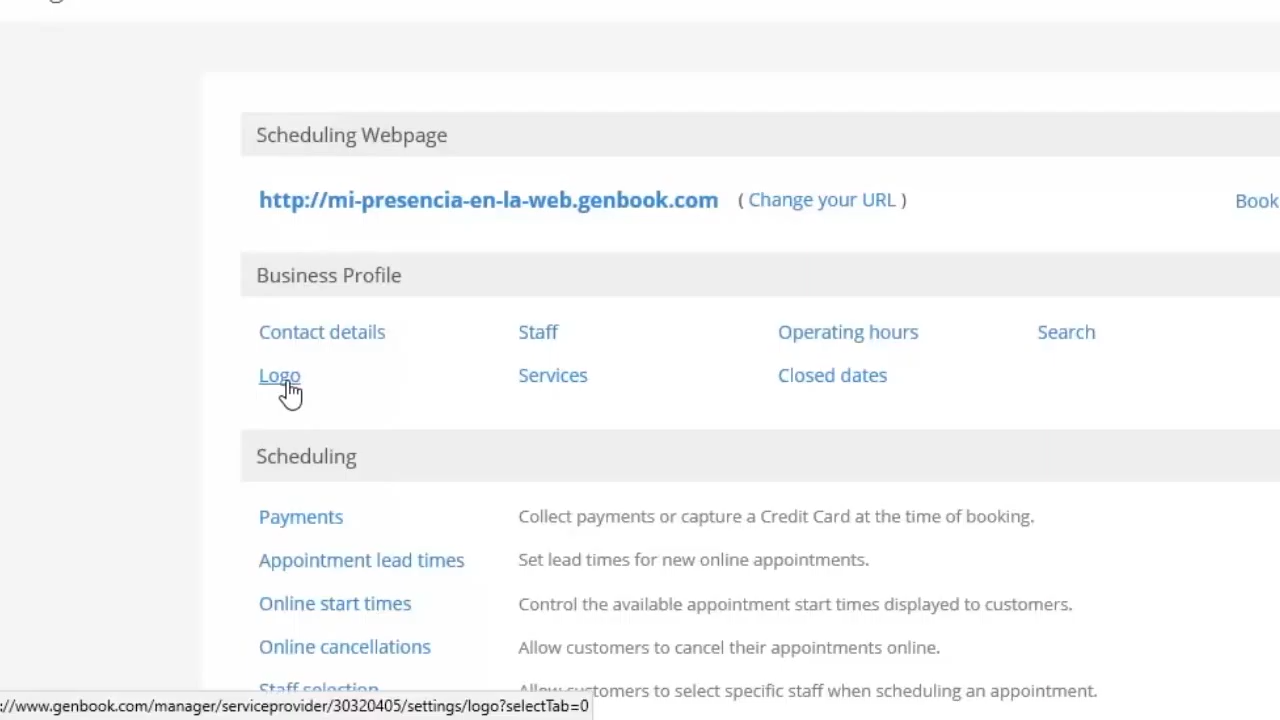 Scheduling Webpage
http://mi-presencia-en-la-web.genbook.com ( Change your URL ) Book
Business Profile
Contact details Staff Operating hours Search
Logo Services Closed dates
Scheduling
Payments Collect payments or capture a Credit Card at the time of booking.
Appointment lead times Set lead times for new online appointments.
Online start times Control the available appointment start times displayed to customers.
Online cancellations Allow customers to cancel their appointments online.
Staff selection Allow customers to select specific staff when scheduling an appointment.
://www.genbook.com/manager/serviceprovider/30320405/settings/logo?selectTab=0